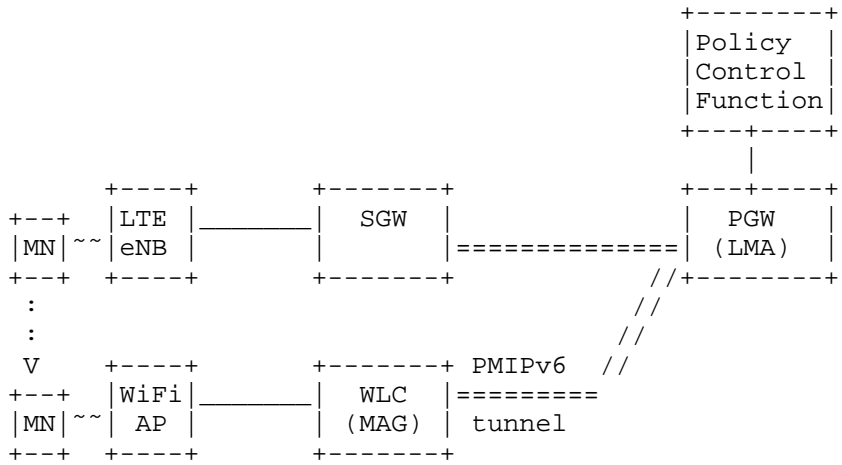 Policy
Control
Function
LTE SGW PGW
MN ~~ eNB (LMA)
:
:
V PMIPv6
WiFi WLC
MN ~~ AP (MAG) tunnel